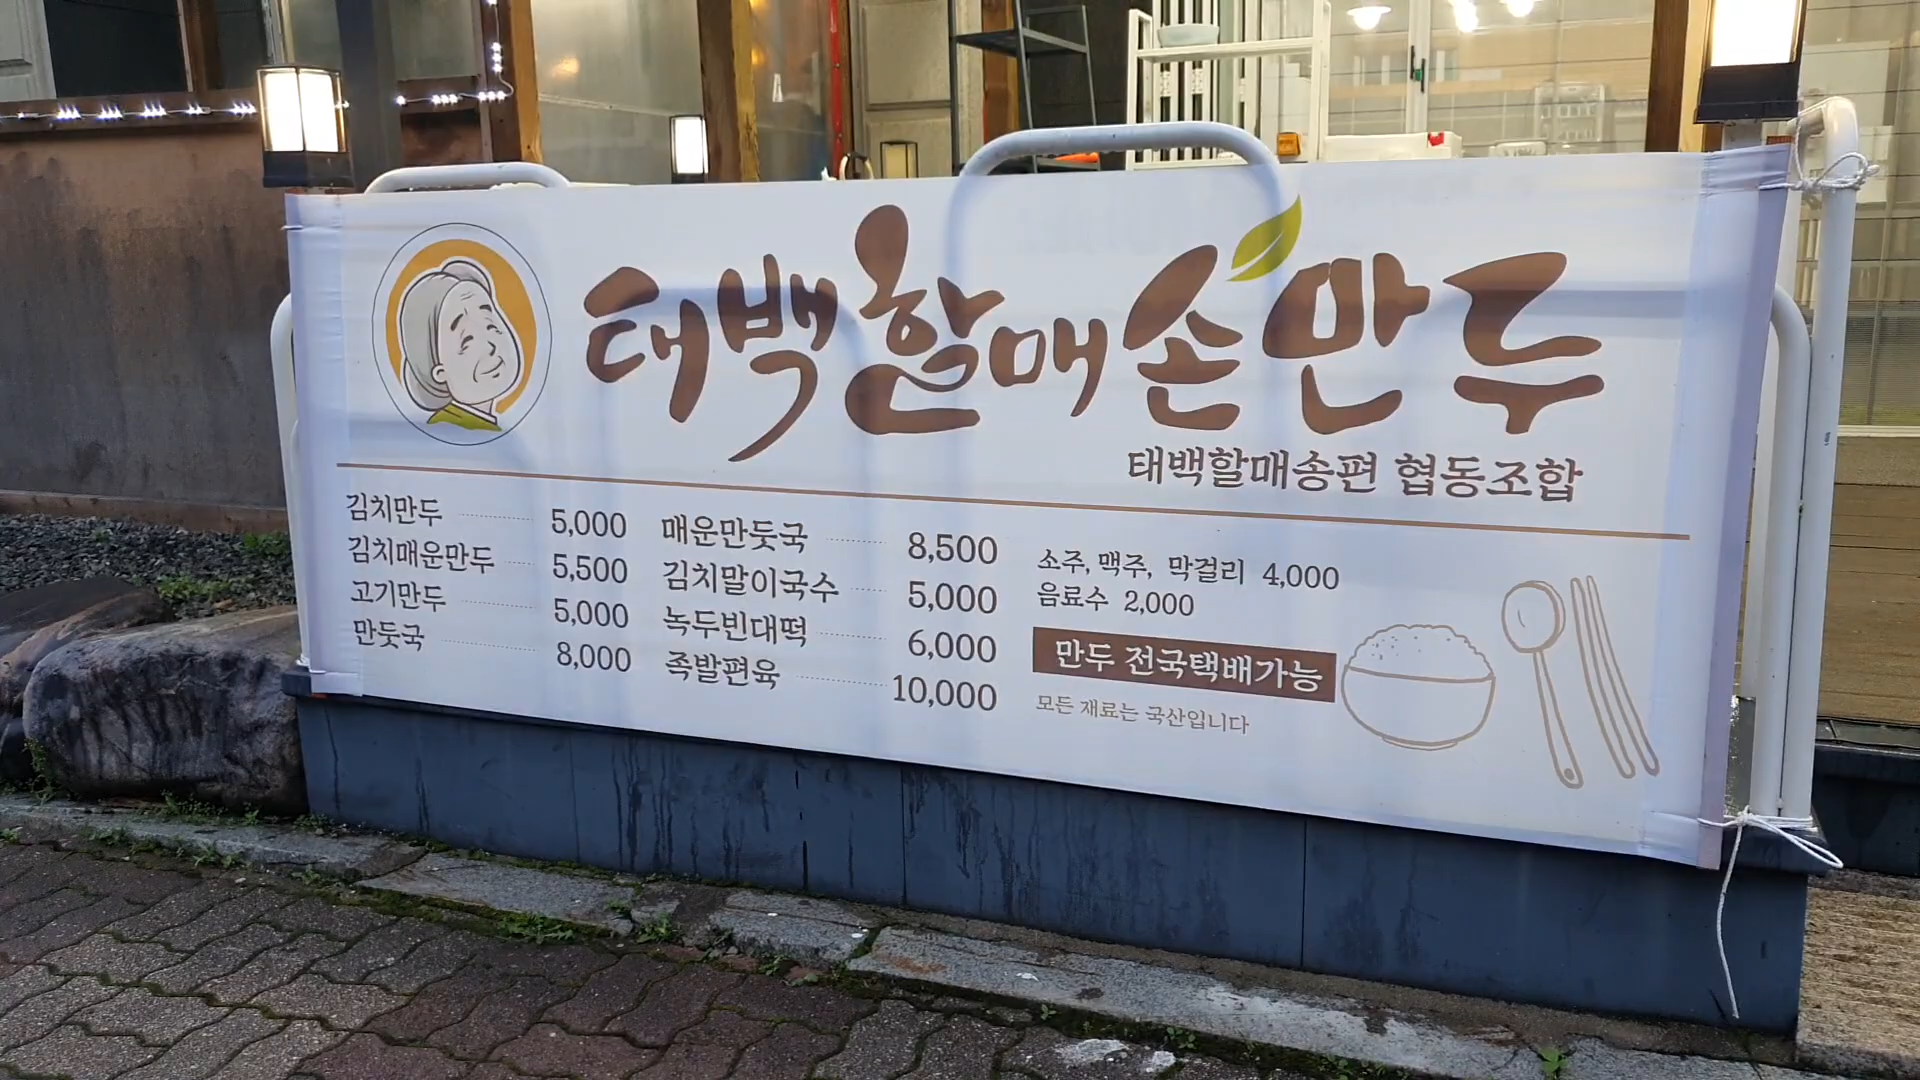 태백할매손만두
태백할매송편 협동조합
김치만두 5,000
김치매운만두 5,500
고기만두 5,000
만둣국 8,000
매운만둣국 8,500
김치말이국수 5,000
녹두빈대떡 6,000
족발편육 10,000
소주, 맥주, 막걸리 4,000
음료수 2,000
만두 전국택배가능
모든 재료는 국산입니다